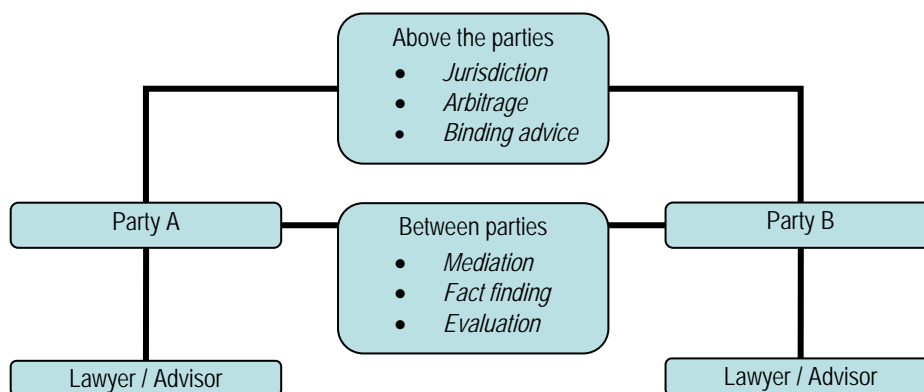 Above the parties
• Jurisdiction
• Arbitrage
• Binding advice
Party A
Party B
Between parties
• Mediation
• Fact finding
• Evaluation
Lawyer / Advisor
Lawyer / Advisor